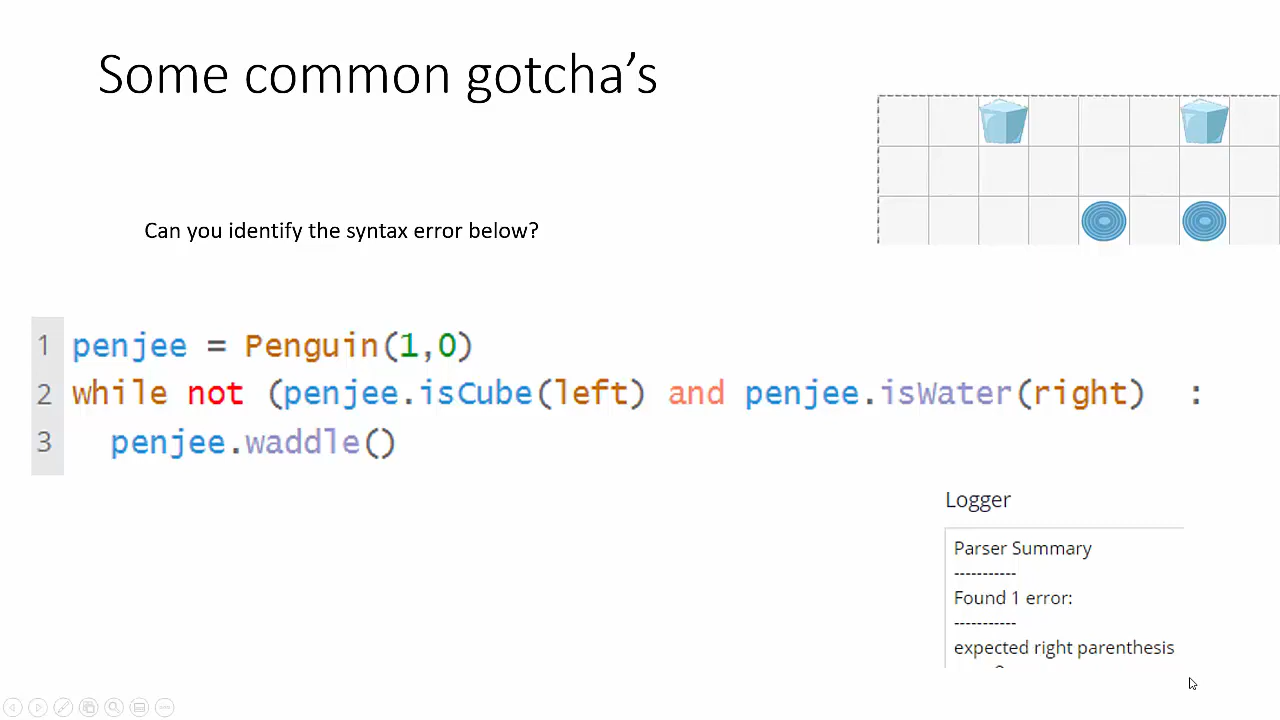 Some common gotcha's
Can you identify the syntax error below?
1 penjee = Penguin(1,0)
2 while not (penjee.isCube(left) and penjee.isWater(right) :
3 penjee.waddle()
Logger
Parser Summary
-----------
Found 1 error:
-----------
expected right parenthesis